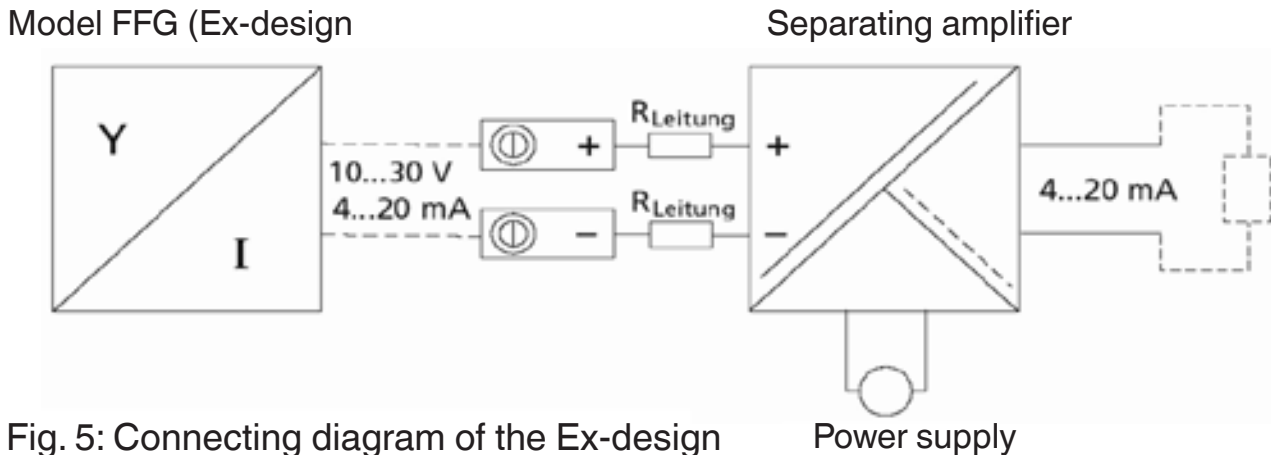 Model FFG (Ex-design
Separating amplifier
Y
I
10...30 V
4...20 mA
+
−
RLeitung
RLeitung
+
−
4...20 mA
Fig. 5: Connecting diagram of the Ex-design
Power supply